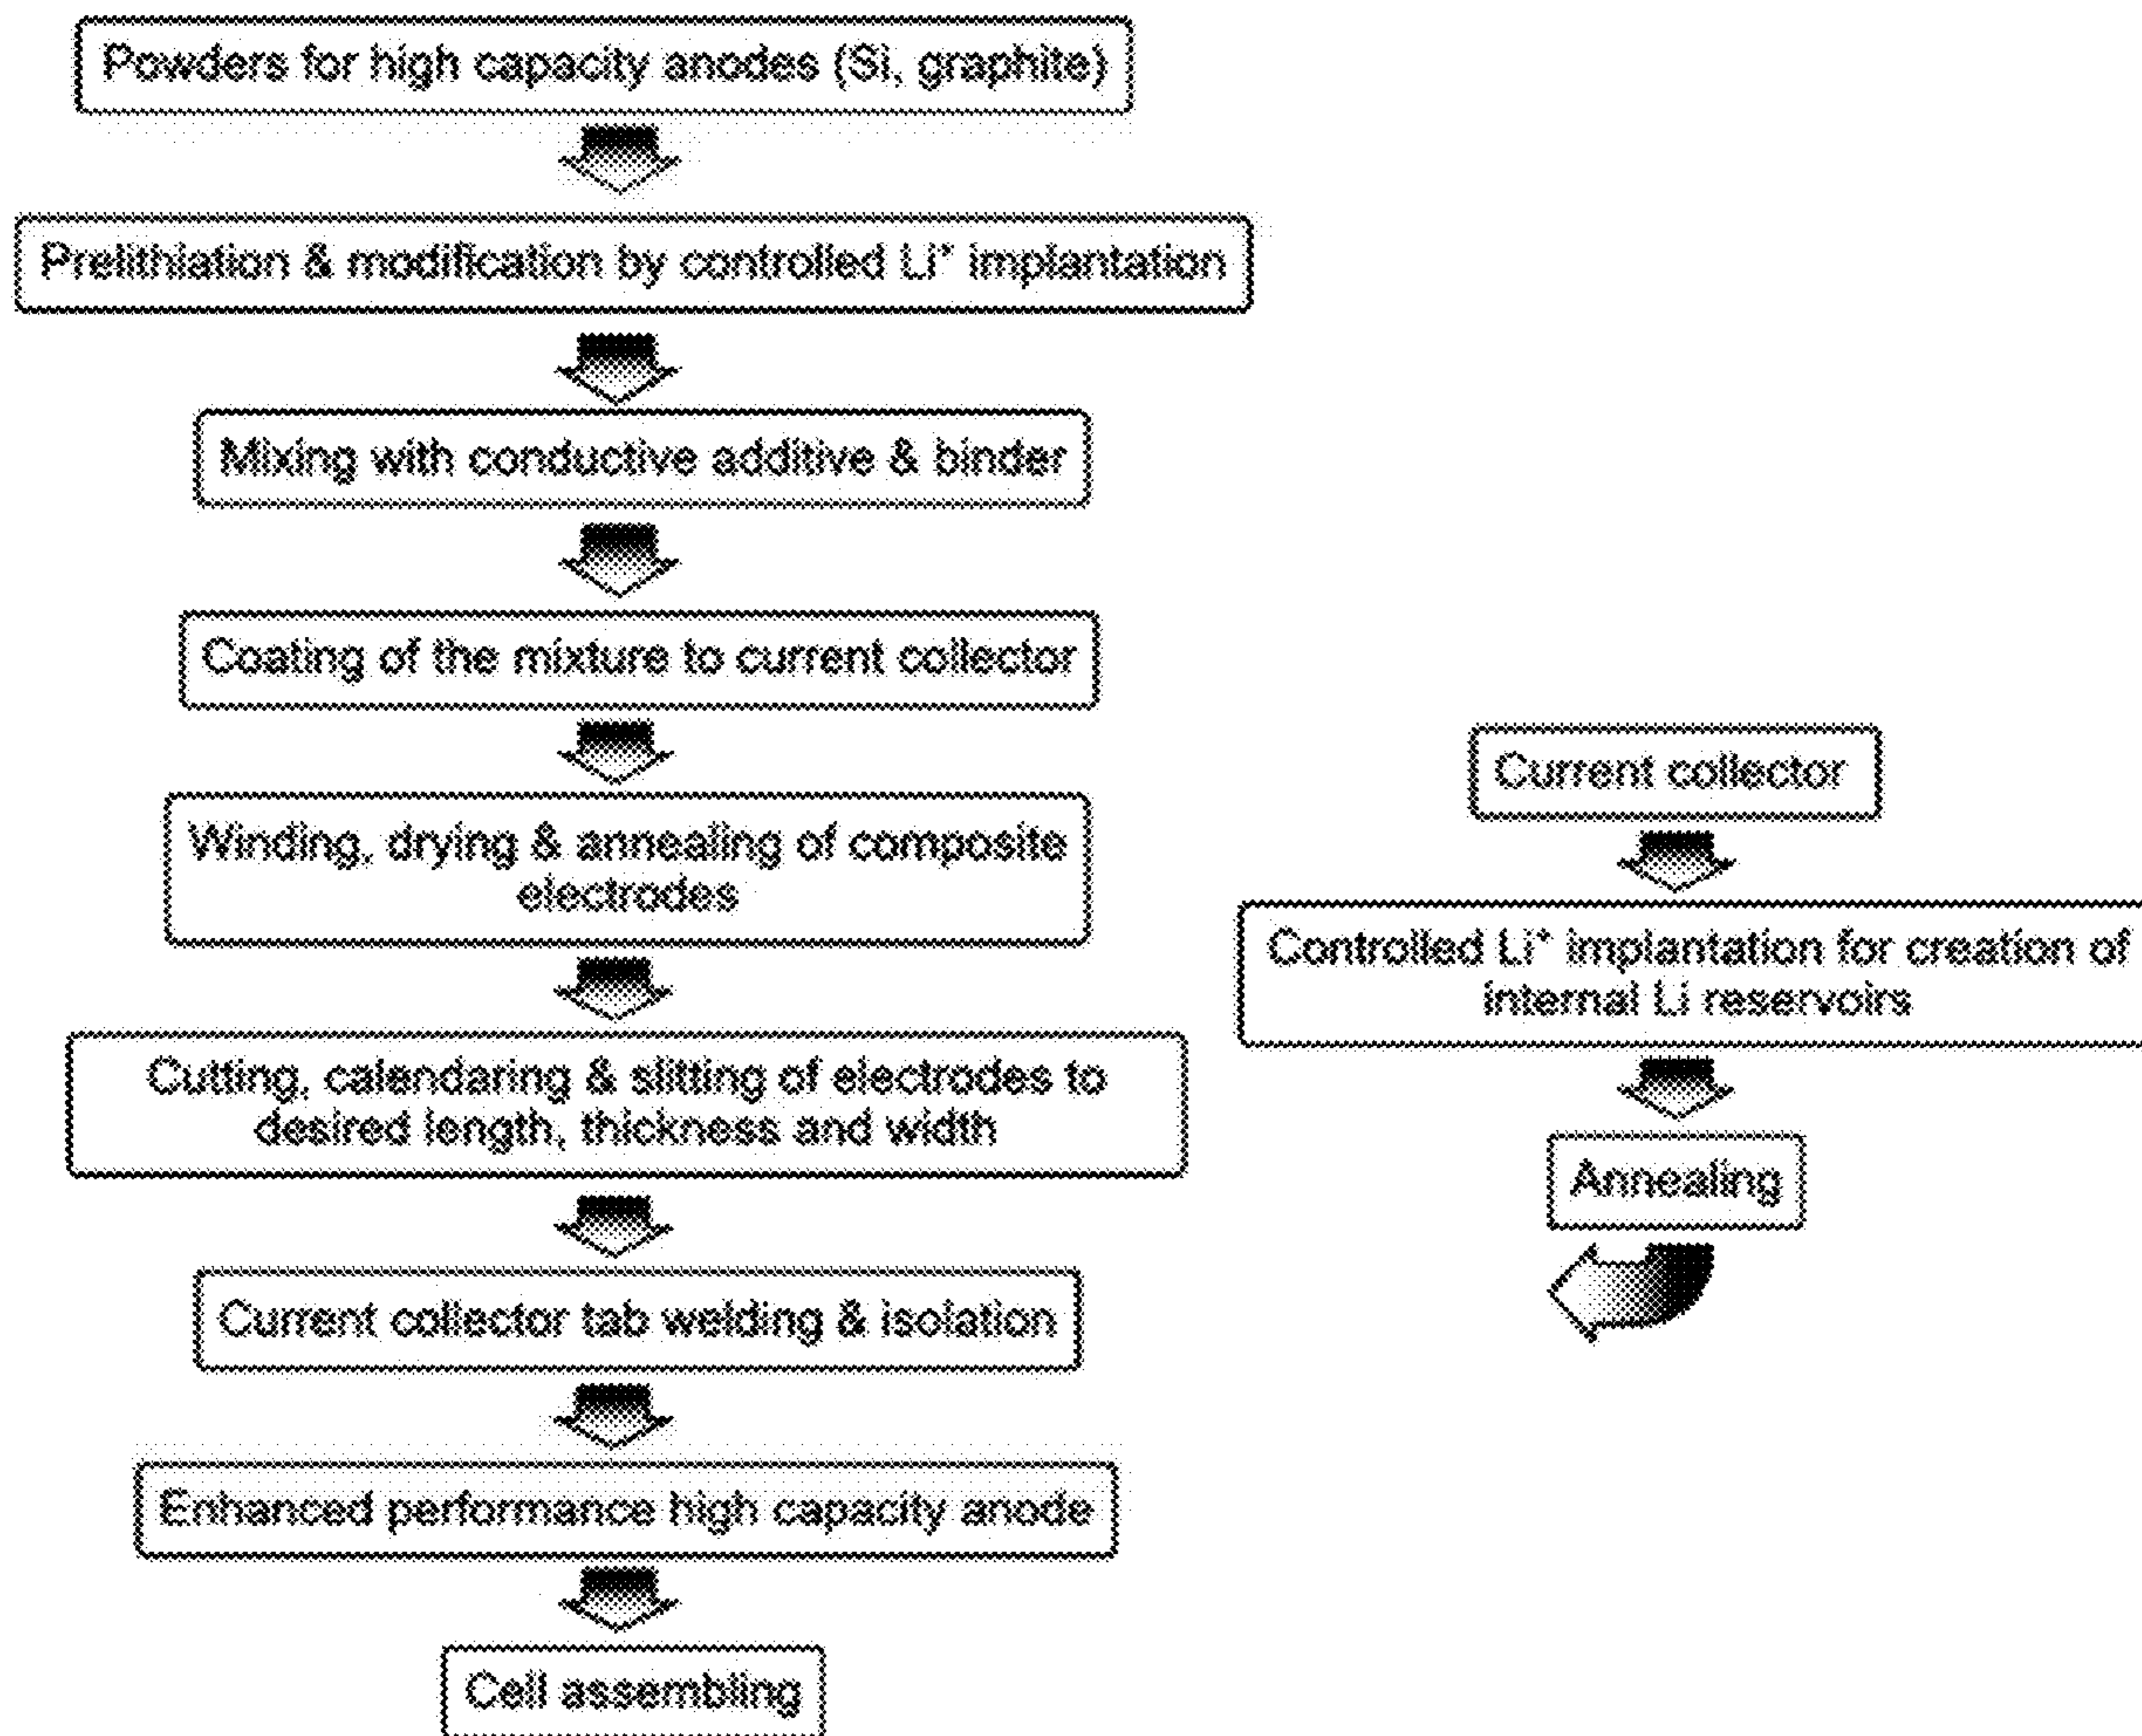 Powders for high capacity anodes (Si, graphite)
Prelithiation & modification by controlled Li⁺ implantation
Mixing with conductive additive & binder
Coating of the mixture to current collector
Winding, drying & annealing of composite
electrodes
Cutting, calendaring & slitting of electrodes to
desired length, thickness and width
Current collector tab welding & isolation
Enhanced performance high capacity anode
Cell assembling
Current collector
Controlled Li⁺ implantation for creation of
internal Li reservoirs
Annealing